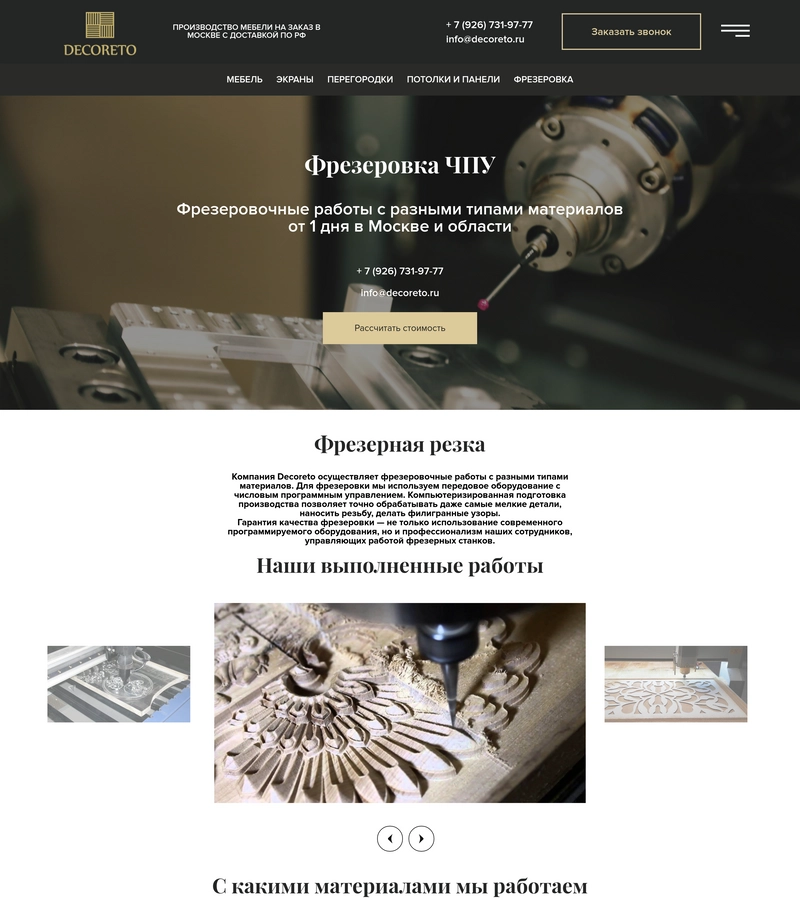 DECORETO
ПРОИЗВОДСТВО МЕБЕЛИ НА ЗАКАЗ В
МОСКВЕ С ДОСТАВКОЙ ПО РФ
+ 7 (926) 731-97-77
info@decoreto.ru
Заказать звонок
МЕБЕЛЬ ЭКРАНЫ ПЕРЕГОРОДКИ ПОТОЛКИ И ПАНЕЛИ ФРЕЗЕРОВКА
Фрезеровка ЧПУ
Фрезеровочные работы с разными типами материалов
от 1 дня в Москве и области
+ 7 (926) 731-97-77
info@decoreto.ru
Рассчитать стоимость
Фрезерная резка
Компания Decoreto осуществляет фрезеровочные работы с разными типами
материалов. Для фрезеровки мы используем передовое оборудование с
числовым программным управлением. Компьютеризированная подготовка
производства позволяет точно обрабатывать даже самые мелкие детали,
наносить резьбу, делать филигранные узоры.
Гарантия качества фрезеровки — не только использование современного
программируемого оборудования, но и профессионализм наших сотрудников,
управляющих работой фрезерных станков.
Наши выполненные работы
С какими материалами мы работаем